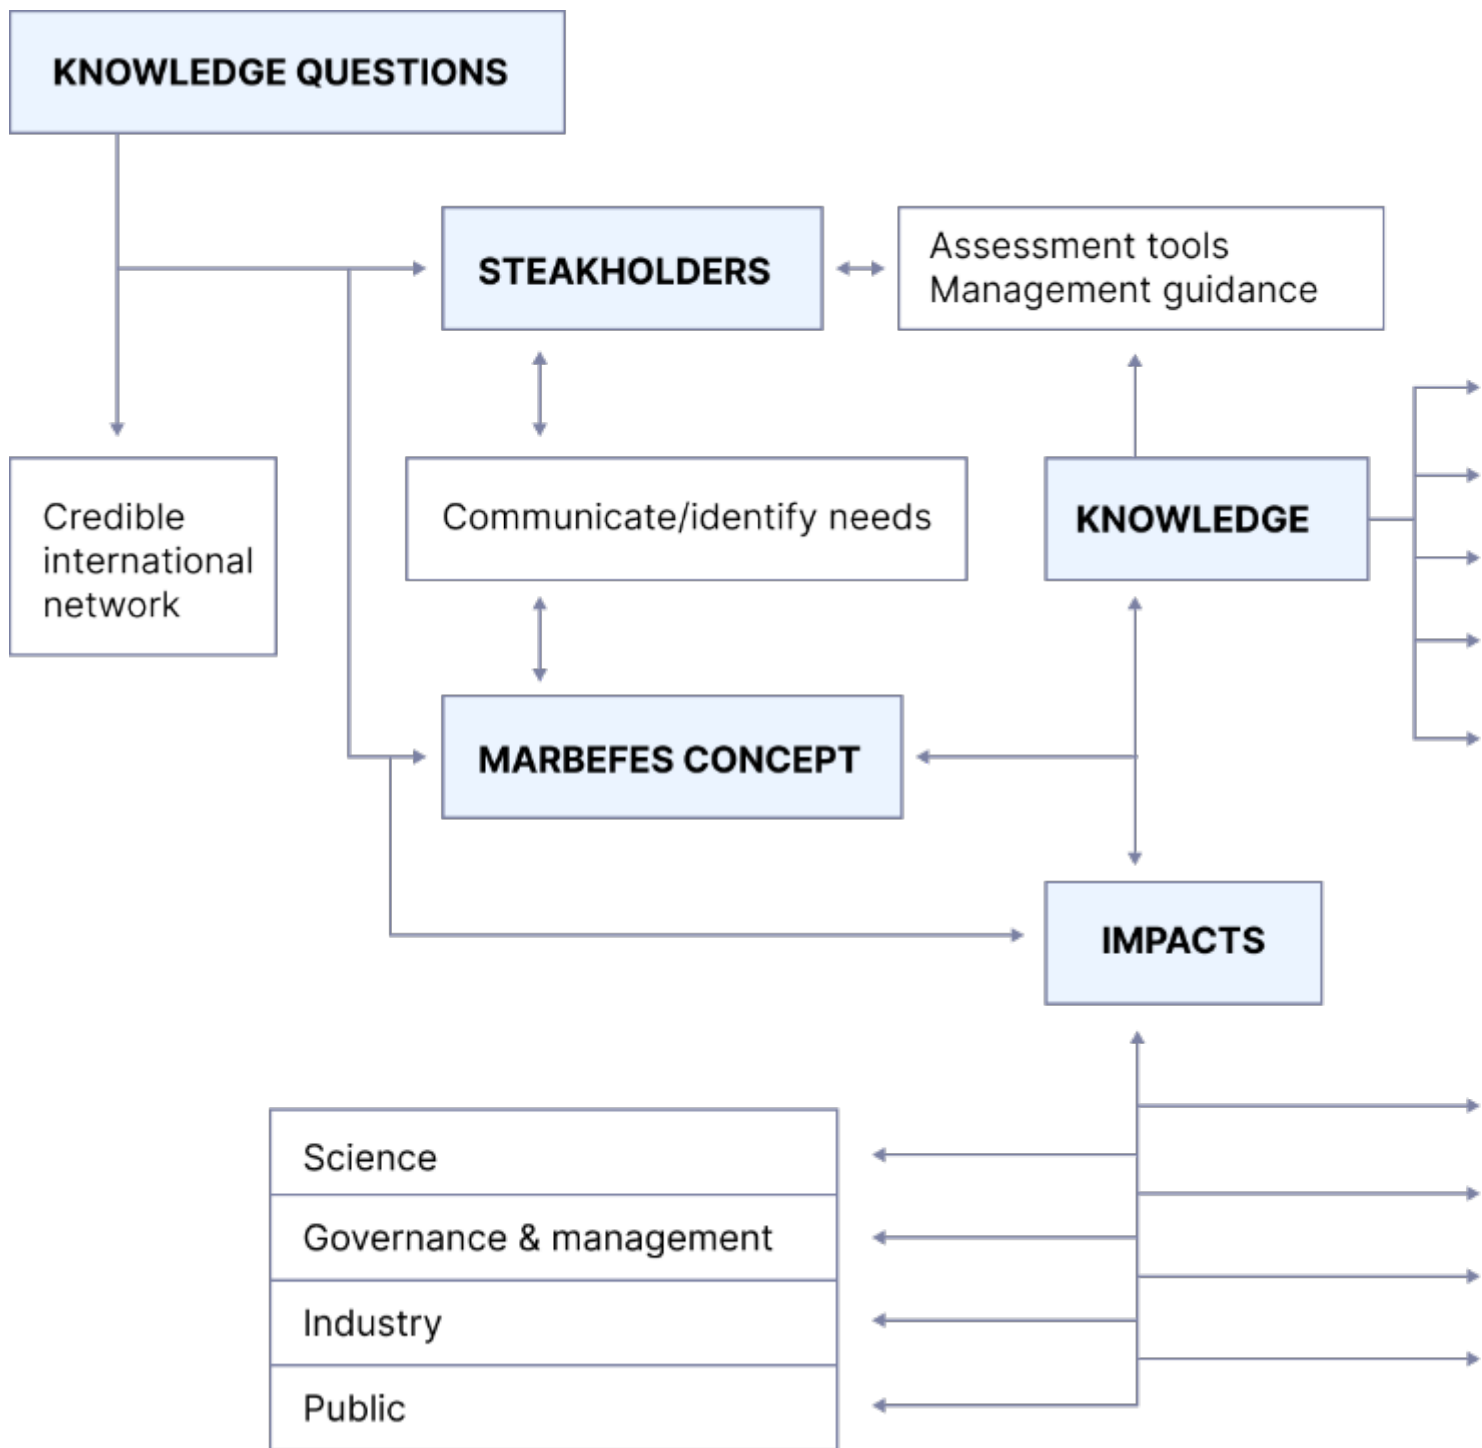 KNOWLEDGE QUESTIONS
STEAKHOLDERS
Assessment tools
Management guidance
Credible
international
network
Communicate/identify needs
KNOWLEDGE
MARBEFES CONCEPT
IMPACTS
Science
Governance & management
Industry
Public